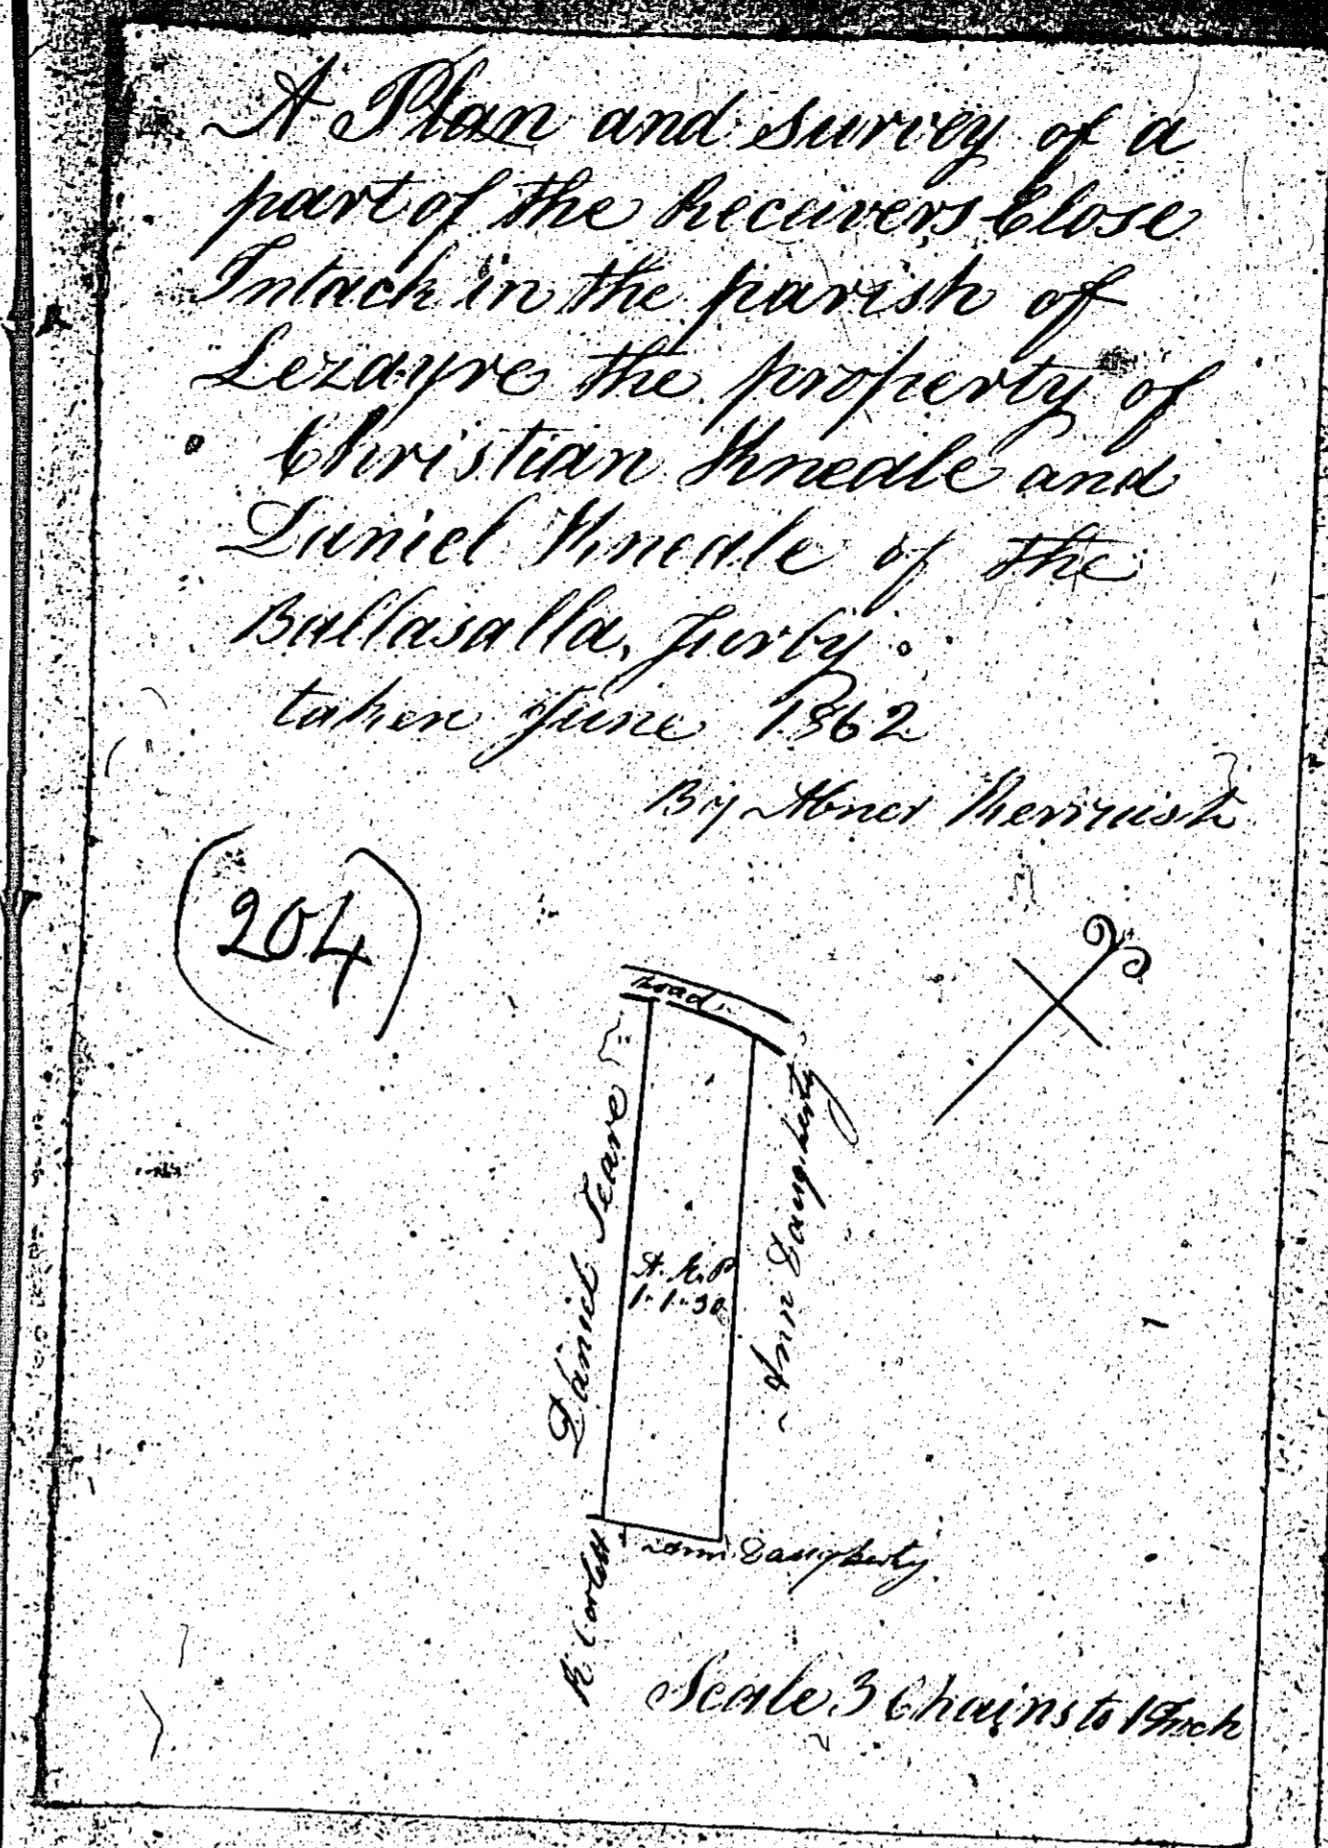 A Plan and Survey of a
part of the Receivers Close
Intack in the parish of
Lezayre the property of
Christian Kneale and
Daniel Kneale of the
Ballasalla, Jurby.
taken June 1862
By Abner Kerruish
(204)
Road.
Daniel Teare
A. R. P
1.. 1.. 30
Ann Daugherty
Ann Daugherty
R Corlett
Scale 3 Chains to 1 Inch